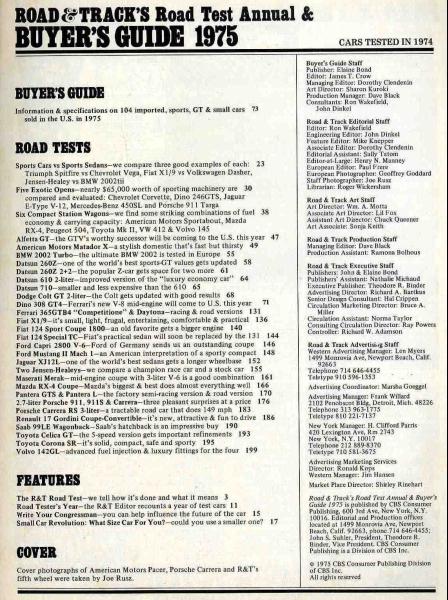 ROAD & TRACK'S Road Test Annual &
BUYER'S GUIDE 1975
CARS TESTED IN 1974
BUYER'S GUIDE
Information & specifications on 104 imported, sports, GT & small cars 73
sold in the U.S. in 1975
ROAD TESTS
Sports Cars vs Sports Sedans—we compare three good examples of each: 23
Triumph Spitfire vs Chevrolet Vega, Fiat X1/9 vs Volkswagen Dasher,
Jensen-Healey vs BMW 2002tii
Five Exotic Opens—nearly $65,000 worth of sporting machinery are 30
compared and evaluated: Chevrolet Corvette, Dino 246GTS, Jaguar
E-Type V-12, Mercedes-Benz 450SL and Porsche 911 Targa
Six Compact Station Wagons—we find some striking combinations of fuel 38
economy & carrying capacity: American Motors Sportabout, Mazda
RX-4, Peugeot 504, Toyota Mk II, VW 412 & Volvo 145
Alfetta GT—the GTV's worthy successor will be coming to the U.S. this year 47
American Motors Matador X—a stylish domestic that's fast but thirsty 49
BMW 2002 Turbo—the ultimate BMW 2002 is tested in Europe 55
Datsun 260Z—one of the world's best sports-GT values gets updated 58
Datsun 260Z 2+2—the popular Z-car gets space for two more 61
Datsun 610 2-liter—improved version of the "luxury economy car" 64
Datsun 710—smaller and less expensive than the 610 65
Dodge Colt GT 2-liter—the Colt gets updated with good results 68
Dino 308 GT4—Ferrari's new V-8 mid-engine will come to U.S. this year 71
Ferrari 365GTB4 "Competitione" & Daytona—racing & road versions 131
Fiat X1/9—it's small, light, frugal, entertaining, comfortable & practical 136
Fiat 124 Sport Coupe 1800—an old favorite gets a bigger engine 140
Fiat 124 Special TC—Fiat's practical sedan will soon be replaced by the 131 144
Ford Capri 2800 V-6—Ford of Germany sends us an outstanding coupe 146
Ford Mustang II Mach I—an American interpretation of a sporty compact 148
Jaguar XJ12L—one of the world's best sedans gets a longer wheelbase 152
Two Jensen-Healeys—we compare a champion race car and a stock car 155
Maserati Merak—mid-engine coupe with 3-liter V-6 is a good combination 161
Mazda RX-4 Coupe—Mazda's biggest & best does almost everything well 166
Pantera GTS & Pantera L—the factory semi-racing version & road version 170
2.7-liter Porsche 911, 911S & Carrera—three pleasant surprises at a price 176
Porsche Carrera RS 3-liter—a tractable road car that does 149 mph 183
Renault 17 Gordini Coupe-Convertible—it's new, attractive & fun to drive 186
Saab 99LE Wagonback—Saab's hatchback is an impressive buy 190
Toyota Celica GT—the 5-speed version gets important refinements 193
Toyota Corona SR—it's solid, compact, safe and sporty 195
Volvo 142GL—advanced fuel injection & luxury fittings for the four 199
FEATURES
The R&T Road Test—we tell how it's done and what it means 3
Road Tester's Year—the R&T Editor recounts a year of test cars 11
Write Your Congressman—you can help influence the future of the car 15
Small Car Revolution: What Size Car For You?—could you use a smaller one? 17
COVER
Cover photographs of American Motors Pacer, Porsche Carrera and R&T's
fifth wheel were taken by Joe Rusz.
Buyer's Guide Staff
Publisher: Elaine Bond
Editor: James T. Crow
Managing Editor: Dorothy Clendenin
Art Director: Sharon Kuroki
Production Manager: Dave Black
Consultants: Ron Wakefield,
John Dinkel
Road & Track Editorial Staff
Editor: Ron Wakefield
Engineering Editor: John Dinkel
Feature Editor: Mike Knepper
Associate Editor: Dorothy Clendenin
Editorial Assistant: Sally Tatom
Editor-at-Large: Henry N. Manney
European Editor: Paul Frere
European Photographer: Geoffrey Goddard
Staff Photographer: Joe Rusz
Librarian: Roger Wickersham
Road & Track Art Staff
Art Director: Wm. A. Motta
Associate Art Director: Lil Fox
Assistant Art Director: Chuck Queener
Art Associate: Sonja Keith
Road & Track Production Staff
Managing Editor: Dave Black
Production Assistant: Ramona Bolhous
Road & Track Executive Staff
Publishers: John & Elaine Bond
Publishers' Assistant: Nathalie Michaud
Executive Publisher: Theodore R. Binder
Advertising Director: Richard A. Bartkus
Senior Design Consultant: Hal Crippen
Circulation Marketing Director: Bruce A.
Miller
Circulation Assistant: Norma Taylor
Consulting Circulation Director: Ray Powers
Controller: Richard W. Adamson
Road & Track Advertising Staff
Western Advertising Manager: Len Myers
1499 Monrovia Ave, Newport Beach, Calif.
92663
Telephone 714 646-4455
Teletype 910 596-1353
Advertising Coordinator: Marsha Goeggel
Advertising Manager: Frank Willard
2102 Penobscot Bldg, Detroit, Mich. 48226
Telephone 313 963-1775
Teletype 810 221-7137
New York Manager: H. Clifford Parris
420 Lexington Ave, Rm 2743
New York, N.Y. 10017
Telephone 212 889-8370
Teletype 710 581-3675
Advertising Marketing Services
Director: Ronald Kops
Western Manager: Jim Hansen
Market Place Director: Shirley Rinehart
Road & Track's Road Test Annual & Buyer's
Guide 1975 is published by CBS Consumer
Publishing, 600 3rd Ave, New York, N.Y.
10016. Editorial and Production offices
located at 1499 Monrovia Ave, Newport
Beach, Calif. 92663, phone 714 646-4455;
John S. Suhler, President, Theodore R.
Binder, Vice President. CBS Consumer
Publishing is a Division of CBS Inc.
© 1975 CBS Consumer Publishing Division
of CBS Inc.
All rights reserved